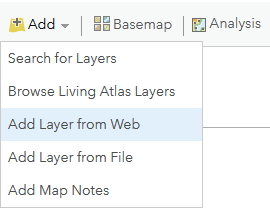 Add Basemap Analysis
Search for Layers
Browse Living Atlas Layers
Add Layer from Web
Add Layer from File
Add Map Notes